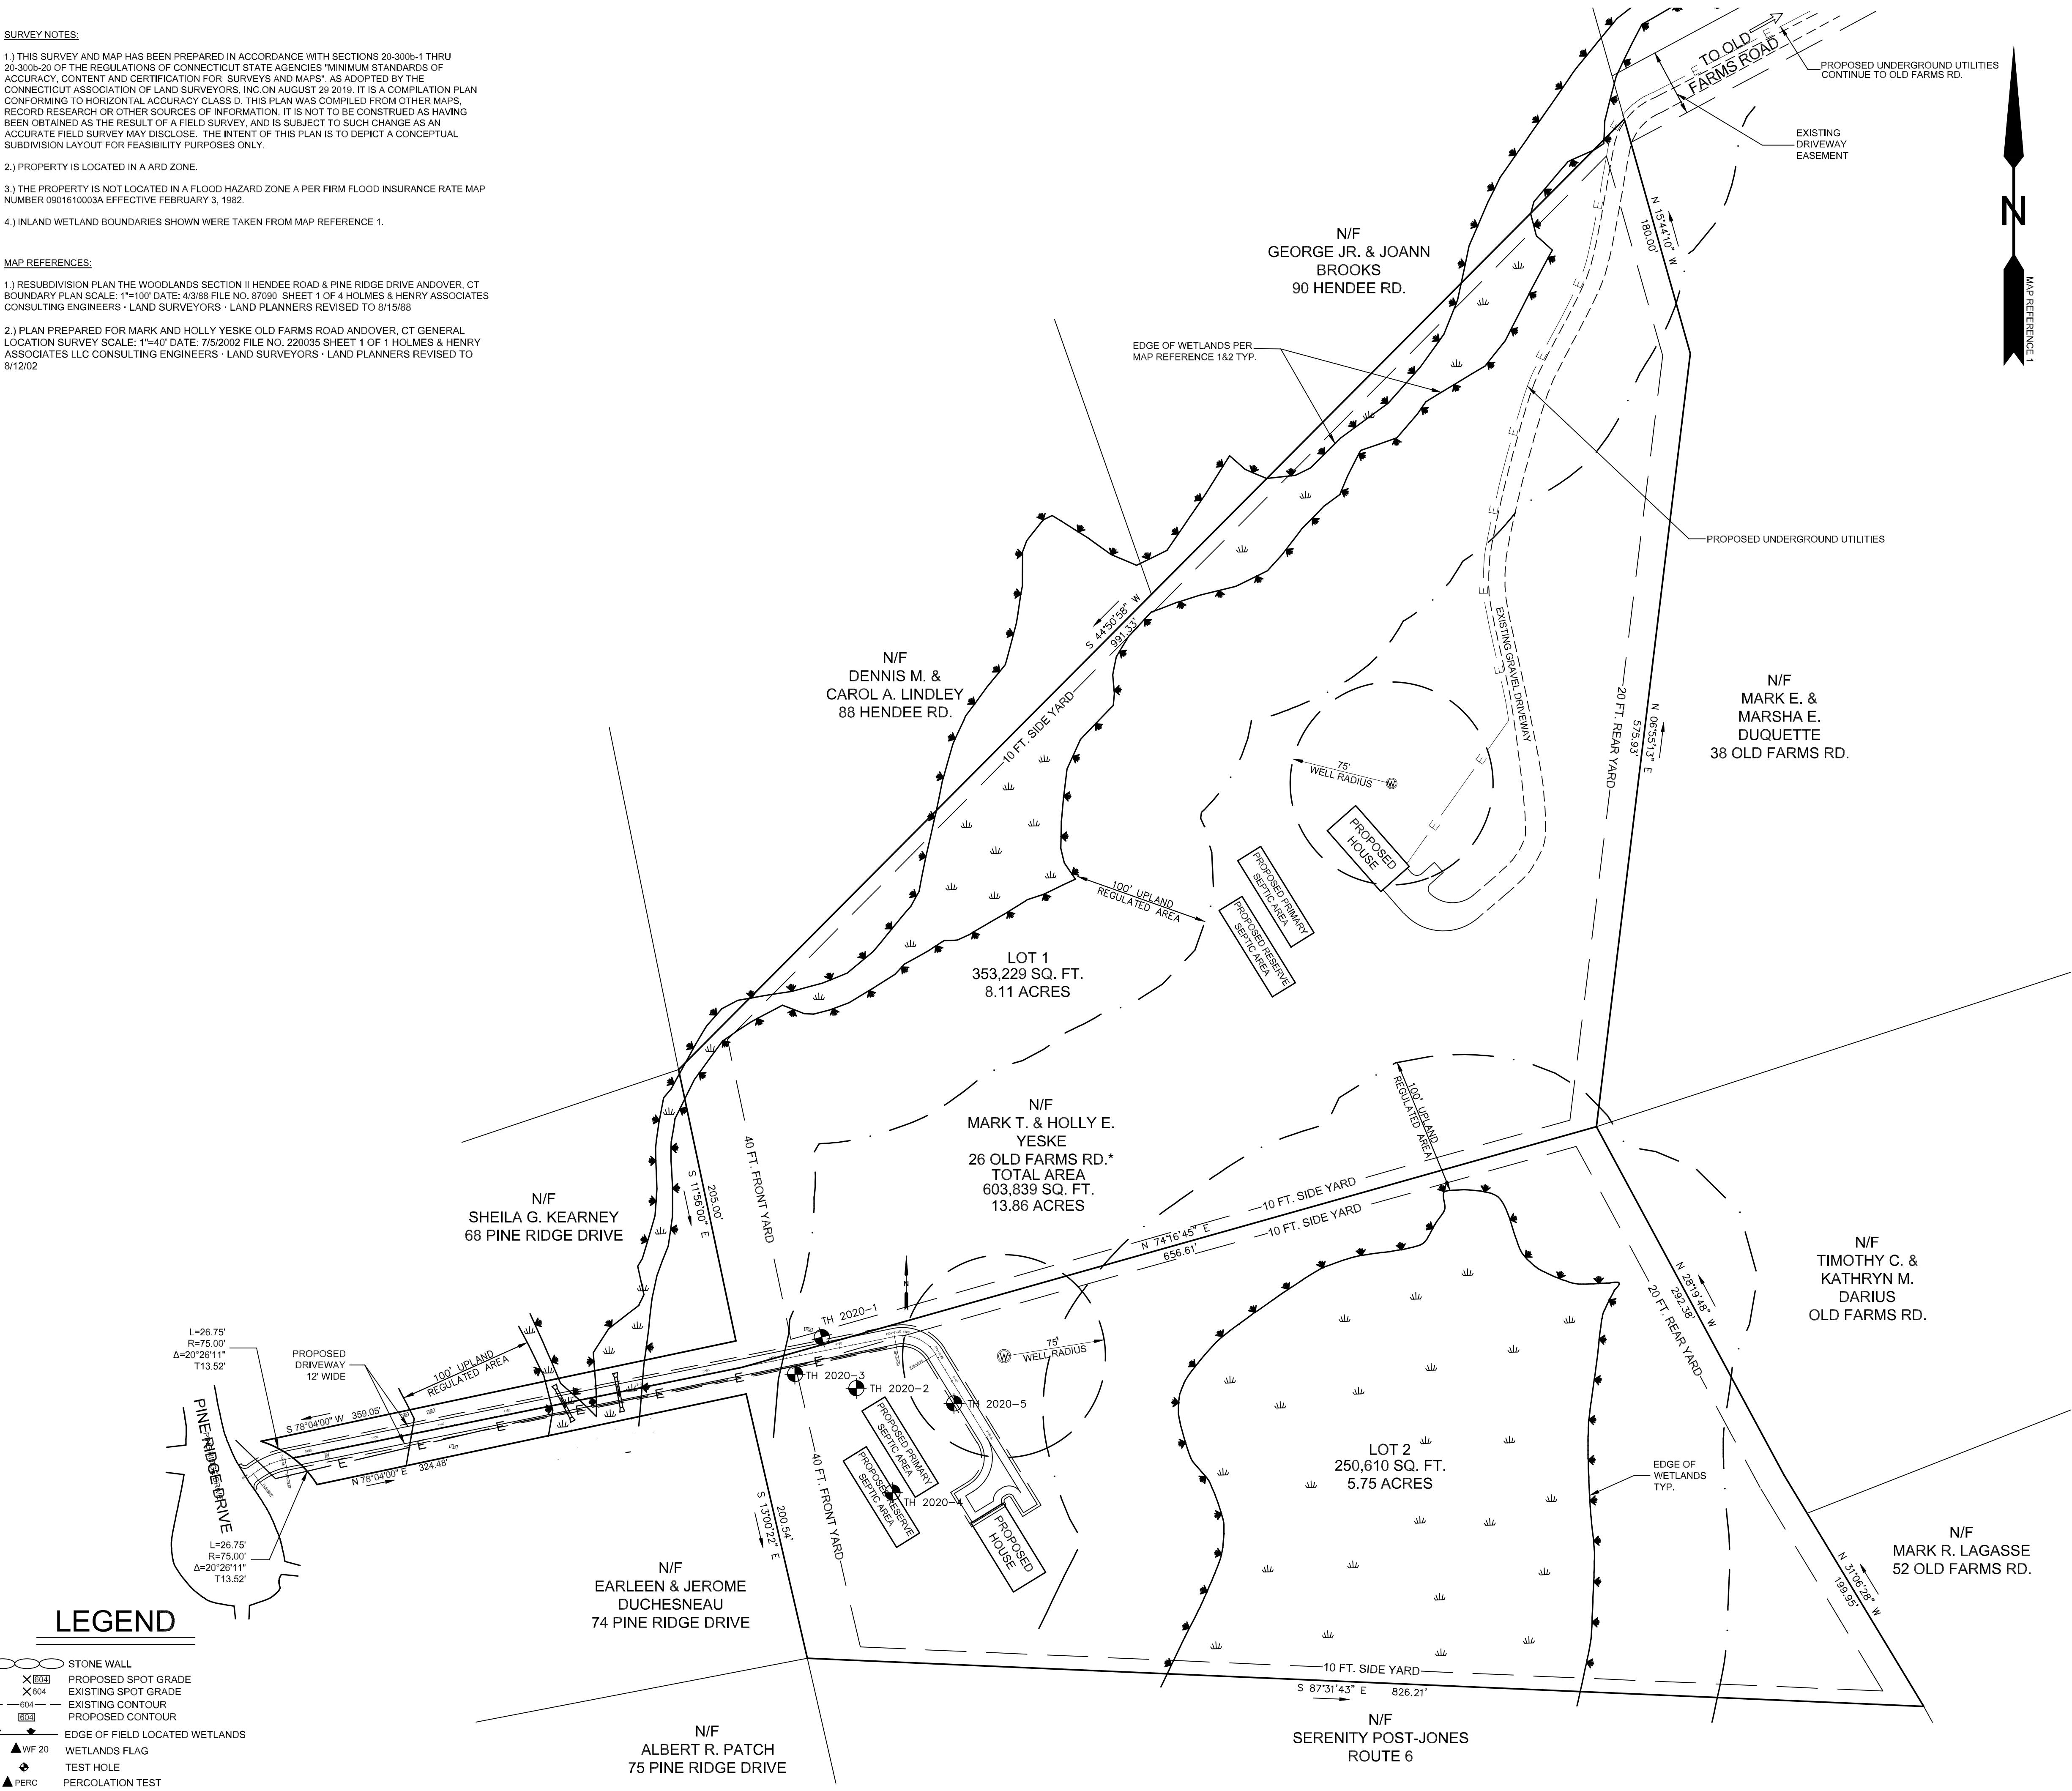 SURVEY NOTES:
1.) THIS SURVEY AND MAP HAS BEEN PREPARED IN ACCORDANCE WITH SECTIONS 20-300b-1 THRU
20-300b-20 OF THE REGULATIONS OF CONNECTICUT STATE AGENCIES "MINIMUM STANDARDS OF
ACCURACY, CONTENT AND CERTIFICATION FOR SURVEYS AND MAPS". AS ADOPTED BY THE
CONNECTICUT ASSOCIATION OF LAND SURVEYORS, INC.ON AUGUST 29 2019. IT IS A COMPILATION PLAN
CONFORMING TO HORIZONTAL ACCURACY CLASS D. THIS PLAN WAS COMPILED FROM OTHER MAPS,
RECORD RESEARCH OR OTHER SOURCES OF INFORMATION. IT IS NOT TO BE CONSTRUED AS HAVING
BEEN OBTAINED AS THE RESULT OF A FIELD SURVEY, AND IS SUBJECT TO SUCH CHANGE AS AN
ACCURATE FIELD SURVEY MAY DISCLOSE. THE INTENT OF THIS PLAN IS TO DEPICT A CONCEPTUAL
SUBDIVISION LAYOUT FOR FEASIBILITY PURPOSES ONLY.
2.) PROPERTY IS LOCATED IN A ARD ZONE.
3.) THE PROPERTY IS NOT LOCATED IN A FLOOD HAZARD ZONE A PER FIRM FLOOD INSURANCE RATE MAP
NUMBER 0901610003A EFFECTIVE FEBRUARY 3, 1982.
4.) INLAND WETLAND BOUNDARIES SHOWN WERE TAKEN FROM MAP REFERENCE 1.
MAP REFERENCES:
1.) RESUBDIVISION PLAN THE WOODLANDS SECTION II HENDEE ROAD & PINE RIDGE DRIVE ANDOVER, CT
BOUNDARY PLAN SCALE: 1"=100' DATE: 4/3/88 FILE NO. 87090 SHEET 1 OF 4 HOLMES & HENRY ASSOCIATES
CONSULTING ENGINEERS · LAND SURVEYORS · LAND PLANNERS REVISED TO 8/15/88
2.) PLAN PREPARED FOR MARK AND HOLLY YESKE OLD FARMS ROAD ANDOVER, CT GENERAL
LOCATION SURVEY SCALE: 1"=40' DATE: 7/5/2002 FILE NO. 220035 SHEET 1 OF 1 HOLMES & HENRY
ASSOCIATES LLC CONSULTING ENGINEERS · LAND SURVEYORS · LAND PLANNERS REVISED TO
8/12/02
TO OLD
FARMS ROAD
PROPOSED UNDERGROUND UTILITIES
CONTINUE TO OLD FARMS RD.
EXISTING
DRIVEWAY
EASEMENT
N
MAP REFERENCE 1
N 15°44'10" W
180.00'
N/F
GEORGE JR. & JOANN
BROOKS
90 HENDEE RD.
EDGE OF WETLANDS PER
MAP REFERENCE 1&2 TYP.
PROPOSED UNDERGROUND UTILITIES
S 44°50'58" W
991.33'
EXISTING GRAVEL DRIVEWAY
N/F
DENNIS M. &
CAROL A. LINDLEY
88 HENDEE RD.
10 FT. SIDE YARD
20 FT. REAR YARD
N 06°55'13" E
575.93'
N/F
MARK E. &
MARSHA E.
DUQUETTE
38 OLD FARMS RD.
75'
WELL RADIUS
W
PROPOSED
HOUSE
PROPOSED PRIMARY
SEPTIC AREA
PROPOSED RESERVE
SEPTIC AREA
100' UPLAND
REGULATED AREA
LOT 1
353,229 SQ. FT.
8.11 ACRES
100' UPLAND
REGULATED AREA
N/F
MARK T. & HOLLY E.
YESKE
26 OLD FARMS RD.*
TOTAL AREA
603,839 SQ. FT.
13.86 ACRES
40 FT. FRONT YARD
205.00'
S 11°56'00" E
N/F
SHEILA G. KEARNEY
68 PINE RIDGE DRIVE
10 FT. SIDE YARD
N 74°16'45" E
656.61'
10 FT. SIDE YARD
N/F
TIMOTHY C. &
KATHRYN M.
DARIUS
OLD FARMS RD.
N 28°19'48" W
292.38'
20 FT. REAR YARD
N
TH 2020-1
TH 2020-3
TH 2020-2
TH 2020-5
TH 2020-4
W
75'
WELL RADIUS
L=26.75'
R=75.00'
Δ=20°26'11"
T13.52'
PROPOSED
DRIVEWAY
12' WIDE
100' UPLAND
REGULATED AREA
S 78°04'00" W 359.05'
N 78°04'00" E 324.48'
PINE RIDGE DRIVE
L=26.75'
R=75.00'
Δ=20°26'11"
T13.52'
PROPOSED PRIMARY
SEPTIC AREA
PROPOSED RESERVE
SEPTIC AREA
PROPOSED
HOUSE
LOT 2
250,610 SQ. FT.
5.75 ACRES
EDGE OF
WETLANDS
TYP.
40 FT. FRONT YARD
200.54'
S 13°00'22" E
N/F
EARLEEN & JEROME
DUCHESNEAU
74 PINE RIDGE DRIVE
N/F
MARK R. LAGASSE
52 OLD FARMS RD.
N 31°06'28" W
199.95'
10 FT. SIDE YARD
S 87°31'43" E 826.21'
N/F
ALBERT R. PATCH
75 PINE RIDGE DRIVE
N/F
SERENITY POST-JONES
ROUTE 6
LEGEND
STONE WALL
604 PROPOSED SPOT GRADE
604 EXISTING SPOT GRADE
604 EXISTING CONTOUR
604 PROPOSED CONTOUR
EDGE OF FIELD LOCATED WETLANDS
WF 20 WETLANDS FLAG
TEST HOLE
PERC PERCOLATION TEST